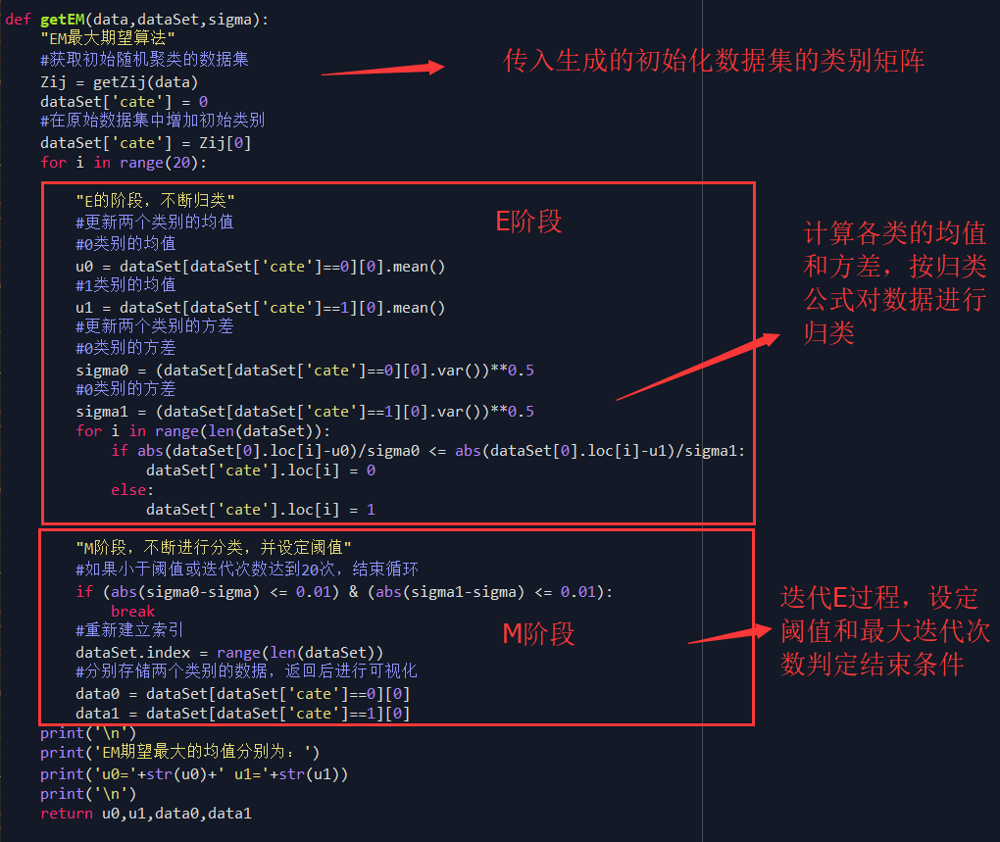 def getEM(data,dataSet,sigma):
"EM最大期望算法"
#获取初始随机聚类的数据集
Zij = getZij(data)
dataSet['cate'] = 0
#在原始数据集中增加初始类别
dataSet['cate'] = Zij[0]
for i in range(20):
传入生成的初始化数据集的类别矩阵
"E的阶段，不断归类"
#更新两个类别的均值
#0类别的均值
u0 = dataSet[dataSet['cate']==0][0].mean()
#1类别的均值
u1 = dataSet[dataSet['cate']==1][0].mean()
#更新两个类别的方差
#0类别的方差
sigma0 = (dataSet[dataSet['cate']==0][0].var())**0.5
#0类别的方差
sigma1 = (dataSet[dataSet['cate']==1][0].var())**0.5
for i in range(len(dataSet)):
if abs(dataSet[0].loc[i]-u0)/sigma0 <= abs(dataSet[0].loc[i]-u1)/sigma1:
dataSet['cate'].loc[i] = 0
else:
dataSet['cate'].loc[i] = 1
E阶段
计算各类的均值
和方差，按归类
公式对数据进行
归类
"M阶段，不断进行分类，并设定阈值"
#如果小于阈值或迭代次数达到20次，结束循环
if (abs(sigma0-sigma) <= 0.01) & (abs(sigma1-sigma) <= 0.01):
break
#重新建立索引
dataSet.index = range(len(dataSet))
#分别存储两个类别的数据，返回后进行可视化
data0 = dataSet[dataSet['cate']==0][0]
data1 = dataSet[dataSet['cate']==1][0]
M阶段
迭代E过程，设定
阈值和最大迭代次
数判定结束条件
print('\n')
print('EM期望最大的均值分别为：')
print('u0='+str(u0)+' u1='+str(u1))
print('\n')
return u0,u1,data0,data1